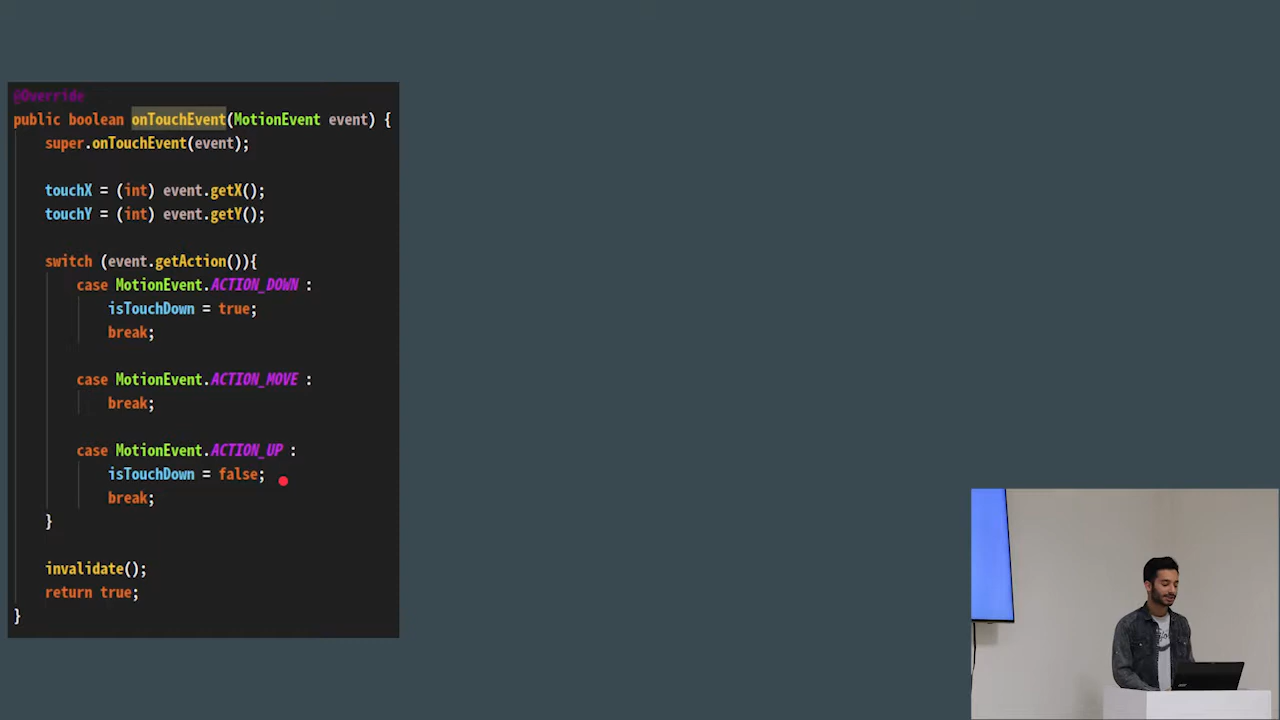 @Override
public boolean onTouchEvent(MotionEvent event) {
super.onTouchEvent(event);
touchX = (int) event.getX();
touchY = (int) event.getY();
switch (event.getAction()){
case MotionEvent.ACTION_DOWN :
isTouchDown = true;
break;
case MotionEvent.ACTION_MOVE :
break;
case MotionEvent.ACTION_UP :
isTouchDown = false;
break;
}
invalidate();
return true;
}